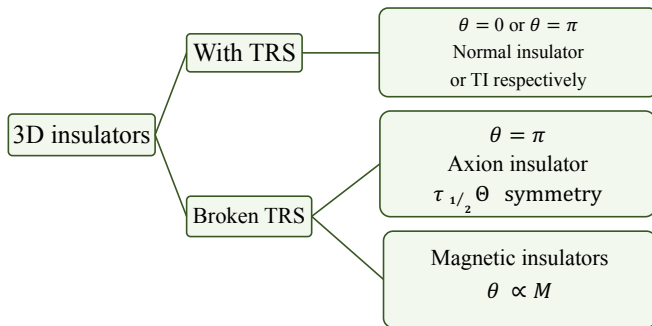 3D insulators
With TRS
θ = 0 or θ = π
Normal insulator
or TI respectively
Broken TRS
θ = π
Axion insulator
τ 1/2 Θ symmetry
Magnetic insulators
θ ∝ M